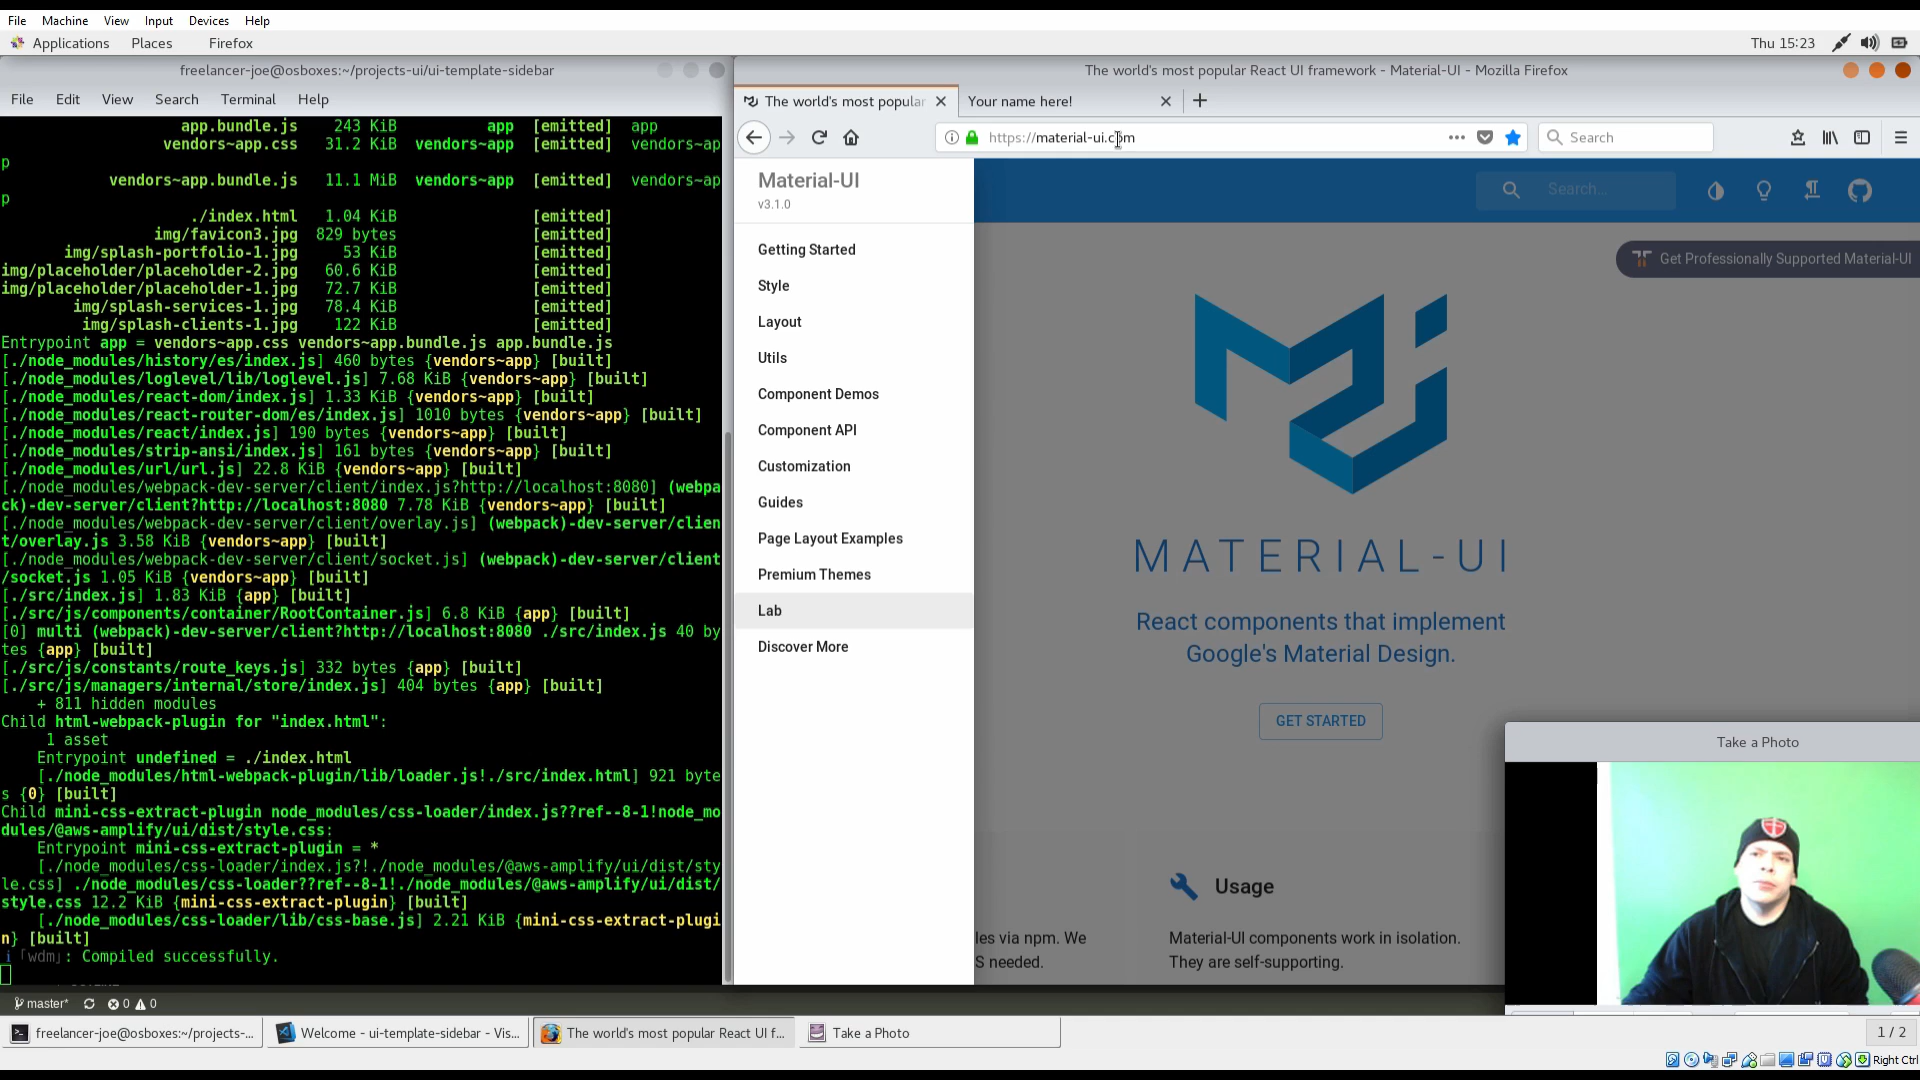 File Machine View Input Devices Help
Applications Places Firefox Thu 15:23
freelancer-joe@osboxes:~/projects-ui/ui-template-sidebar
File Edit View Search Terminal Help
app.bundle.js 243 KiB app [emitted] app
vendors~app.css 31.2 KiB vendors~app [emitted] vendors~ap
p
vendors~app.bundle.js 11.1 MiB vendors~app [emitted] vendors~ap
p
./index.html 1.04 KiB [emitted]
img/favicon3.jpg 829 bytes [emitted]
img/splash-portfolio-1.jpg 53 KiB [emitted]
img/placeholder/placeholder-2.jpg 60.6 KiB [emitted]
img/placeholder/placeholder-1.jpg 72.7 KiB [emitted]
img/splash-services-1.jpg 78.4 KiB [emitted]
img/splash-clients-1.jpg 122 KiB [emitted]
Entrypoint app = vendors~app.css vendors~app.bundle.js app.bundle.js
[./node_modules/history/es/index.js] 460 bytes {vendors~app} [built]
[./node_modules/loglevel/lib/loglevel.js] 7.68 KiB {vendors~app} [built]
[./node_modules/react-dom/index.js] 1.33 KiB {vendors~app} [built]
[./node_modules/react-router-dom/es/index.js] 1010 bytes {vendors~app} [built]
[./node_modules/react/index.js] 190 bytes {vendors~app} [built]
[./node_modules/strip-ansi/index.js] 161 bytes {vendors~app} [built]
[./node_modules/url/url.js] 22.8 KiB {vendors~app} [built]
[./node_modules/webpack-dev-server/client/index.js?http://localhost:8080] (webpa
ck)-dev-server/client?http://localhost:8080 7.78 KiB {vendors~app} [built]
[./node_modules/webpack-dev-server/client/overlay.js] (webpack)-dev-server/clien
t/overlay.js 3.58 KiB {vendors~app} [built]
[./node_modules/webpack-dev-server/client/socket.js] (webpack)-dev-server/client
/socket.js 1.05 KiB {vendors~app} [built]
[./src/index.js] 1.83 KiB {app} [built]
[./src/js/components/container/RootContainer.js] 6.8 KiB {app} [built]
[0] multi (webpack)-dev-server/client?http://localhost:8080 ./src/index.js 40 by
tes {app} [built]
[./src/js/constants/route_keys.js] 332 bytes {app} [built]
[./src/js/managers/internal/store/index.js] 404 bytes {app} [built]
+ 811 hidden modules
Child html-webpack-plugin for "index.html":
1 asset
Entrypoint undefined = ./index.html
[./node_modules/html-webpack-plugin/lib/loader.js!./src/index.html] 921 byte
s {0} [built]
Child mini-css-extract-plugin node_modules/css-loader/index.js??ref--8-1!node_mo
dules/@aws-amplify/ui/dist/style.css:
Entrypoint mini-css-extract-plugin = *
[./node_modules/css-loader/index.js?!./node_modules/@aws-amplify/ui/dist/sty
le.css] ./node_modules/css-loader??ref--8-1!./node_modules/@aws-amplify/ui/dist/
style.css 12.2 KiB {mini-css-extract-plugin} [built]
[./node_modules/css-loader/lib/css-base.js] 2.21 KiB {mini-css-extract-plugi
n} [built]
i ｢wdm｣: Compiled successfully.
master* 0 0
The world's most popular React UI framework - Material-UI - Mozilla Firefox
The world's most popular Your name here!
https://material-ui.com Search
Material-UI
v3.1.0
Getting Started
Style
Layout
Utils
Component Demos
Component API
Customization
Guides
Page Layout Examples
Premium Themes
Lab
Discover More
Search...
Get Professionally Supported Material-UI
MATERIAL-UI
React components that implement
Google's Material Design.
GET STARTED
les via npm. We
S needed.
Usage
Material-UI components work in isolation.
They are self-supporting.
Take a Photo
freelancer-joe@osboxes:~/projects-... Welcome - ui-template-sidebar - Vis... The world's most popular React UI f... Take a Photo 1 / 2
Right Ctrl